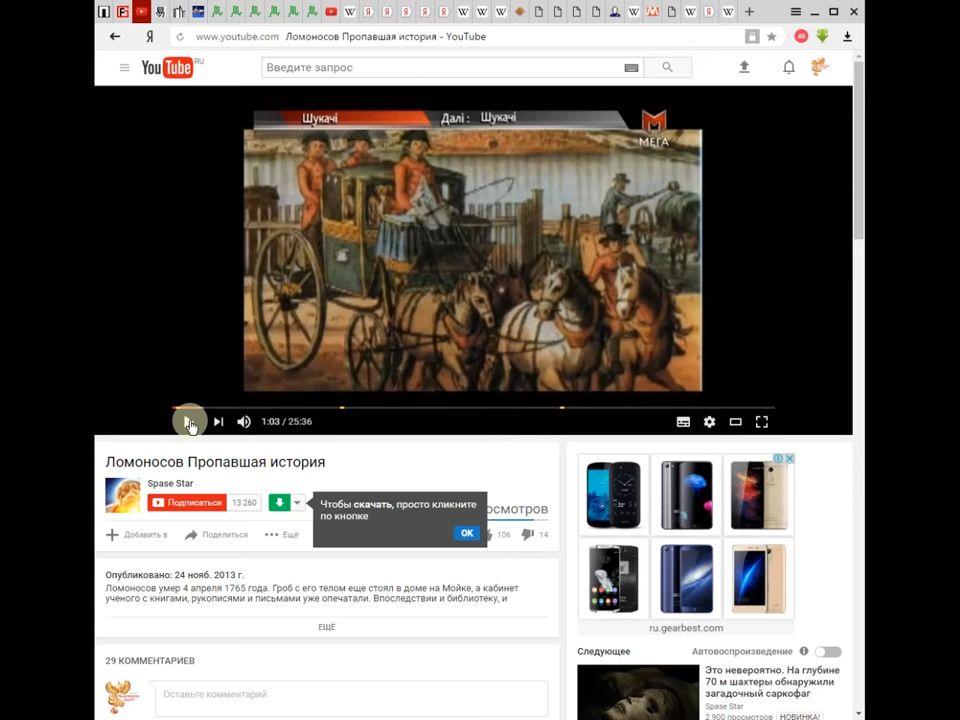 www.youtube.com Ломоносов Пропавшая история - YouTube
YouTube RU
Введите запрос
Шукачі Далі : Шукачі
МЕГА
1:03 / 25:36
Ломоносов Пропавшая история
Spase Star
Подписаться 13 260
Чтобы скачать, просто кликните
по кнопке
OK
осмотров
Добавить в Поделиться Ещё 106 14
Опубликовано: 24 нояб. 2013 г.
Ломоносов умер 4 апреля 1765 года. Гроб с его телом еще стоял в доме на Мойке, а кабинет
ученого с книгами, рукописями и письмами уже опечатали. Впоследствии и библиотеку, и
ЕЩЁ
29 КОММЕНТАРИЕВ
Оставьте комментарий
ru.gearbest.com
Следующее Автовоспроизведение
Это невероятно. На глубине
70 м шахтеры обнаружили
загадочный саркофаг
Spase Star
2 900 просмотров НОВИНКА!